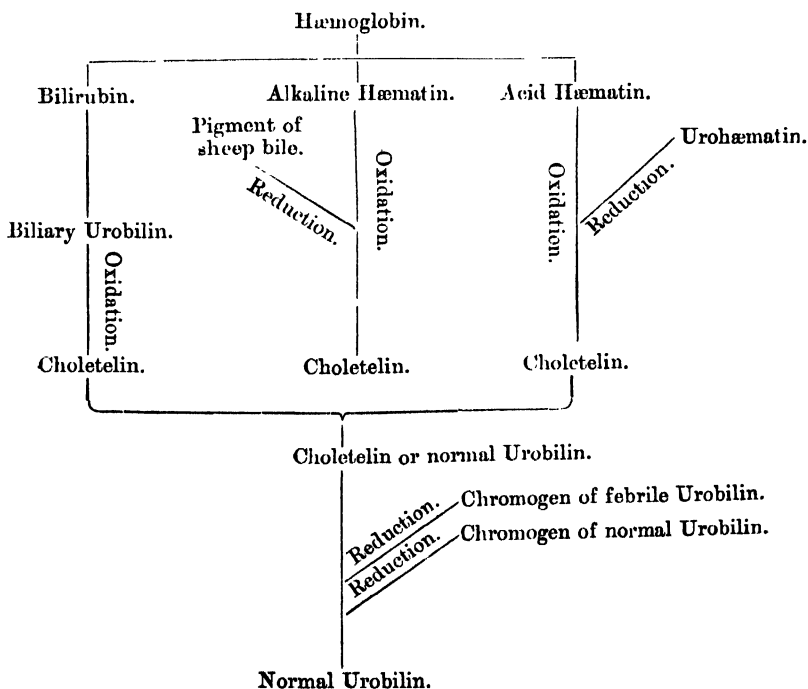 Hæmoglobin.
Bilirubin.
Alkaline Hæmatin.
Acid Hæmatin.
Pigment of
sheep bile.
Urohæmatin.
Reduction.
Oxidation.
Oxidation.
Reduction.
Biliary Urobilin.
Oxidation.
Choletelin.
Choletelin.
Choletelin.
Choletelin or normal Urobilin.
Reduction.
Chromogen of febrile Urobilin.
Reduction.
Chromogen of normal Urobilin.
Normal Urobilin.